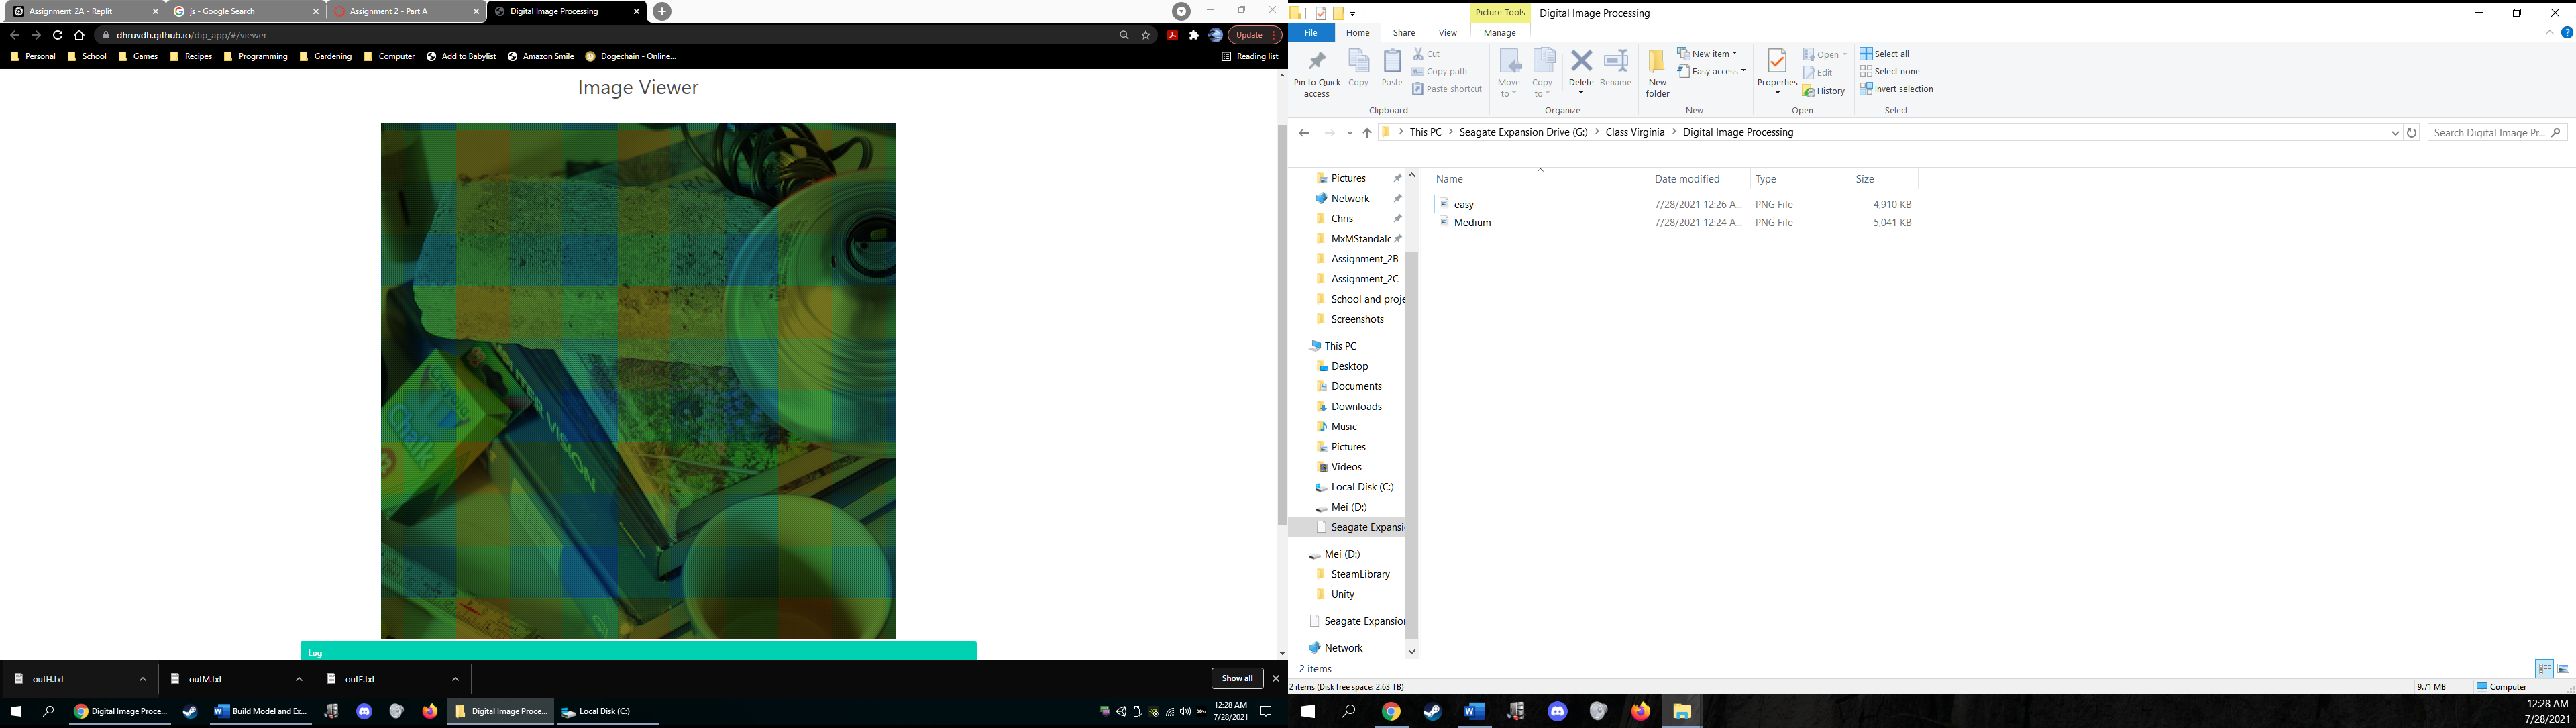 Assignment_2A - Replit
js - Google Search
Assignment 2 - Part A
Digital Image Processing
dhruvdh.github.io/dip_app/#/viewer
Update
Personal
School
Games
Recipes
Programming
Gardening
Computer
Add to Babylist
Amazon Smile
Dogechain - Online...
Reading list
Image Viewer
Crayola
Chalk
VISION
Log
outH.txt
outM.txt
outE.txt
Show all
Digital Image Proce...
Build Model and Ex...
Digital Image Proce...
Local Disk (C:)
12:28 AM
7/28/2021
Picture Tools
Digital Image Processing
File
Home
Share
View
Manage
Pin to Quick access
Copy
Paste
Cut
Copy path
Paste shortcut
Clipboard
Move to
Copy to
Delete
Rename
Organize
New folder
New item
Easy access
New
Properties
Open
Edit
History
Open
Select all
Select none
Invert selection
Select
This PC
Seagate Expansion Drive (G:)
Class Virginia
Digital Image Processing
Search Digital Image Pr...
Pictures
Network
Chris
MxMStandalc
Assignment_2B
Assignment_2C
School and proje
Screenshots
This PC
Desktop
Documents
Downloads
Music
Pictures
Videos
Local Disk (C:)
Mei (D:)
Seagate Expansi
Mei (D:)
SteamLibrary
Unity
Seagate Expansion
Network
Name Date modified Type Size
easy 7/28/2021 12:26 A... PNG File 4,910 KB
Medium 7/28/2021 12:24 A... PNG File 5,041 KB
2 items
2 items (Disk free space: 2.63 TB)
9.71 MB
Computer
12:28 AM
7/28/2021